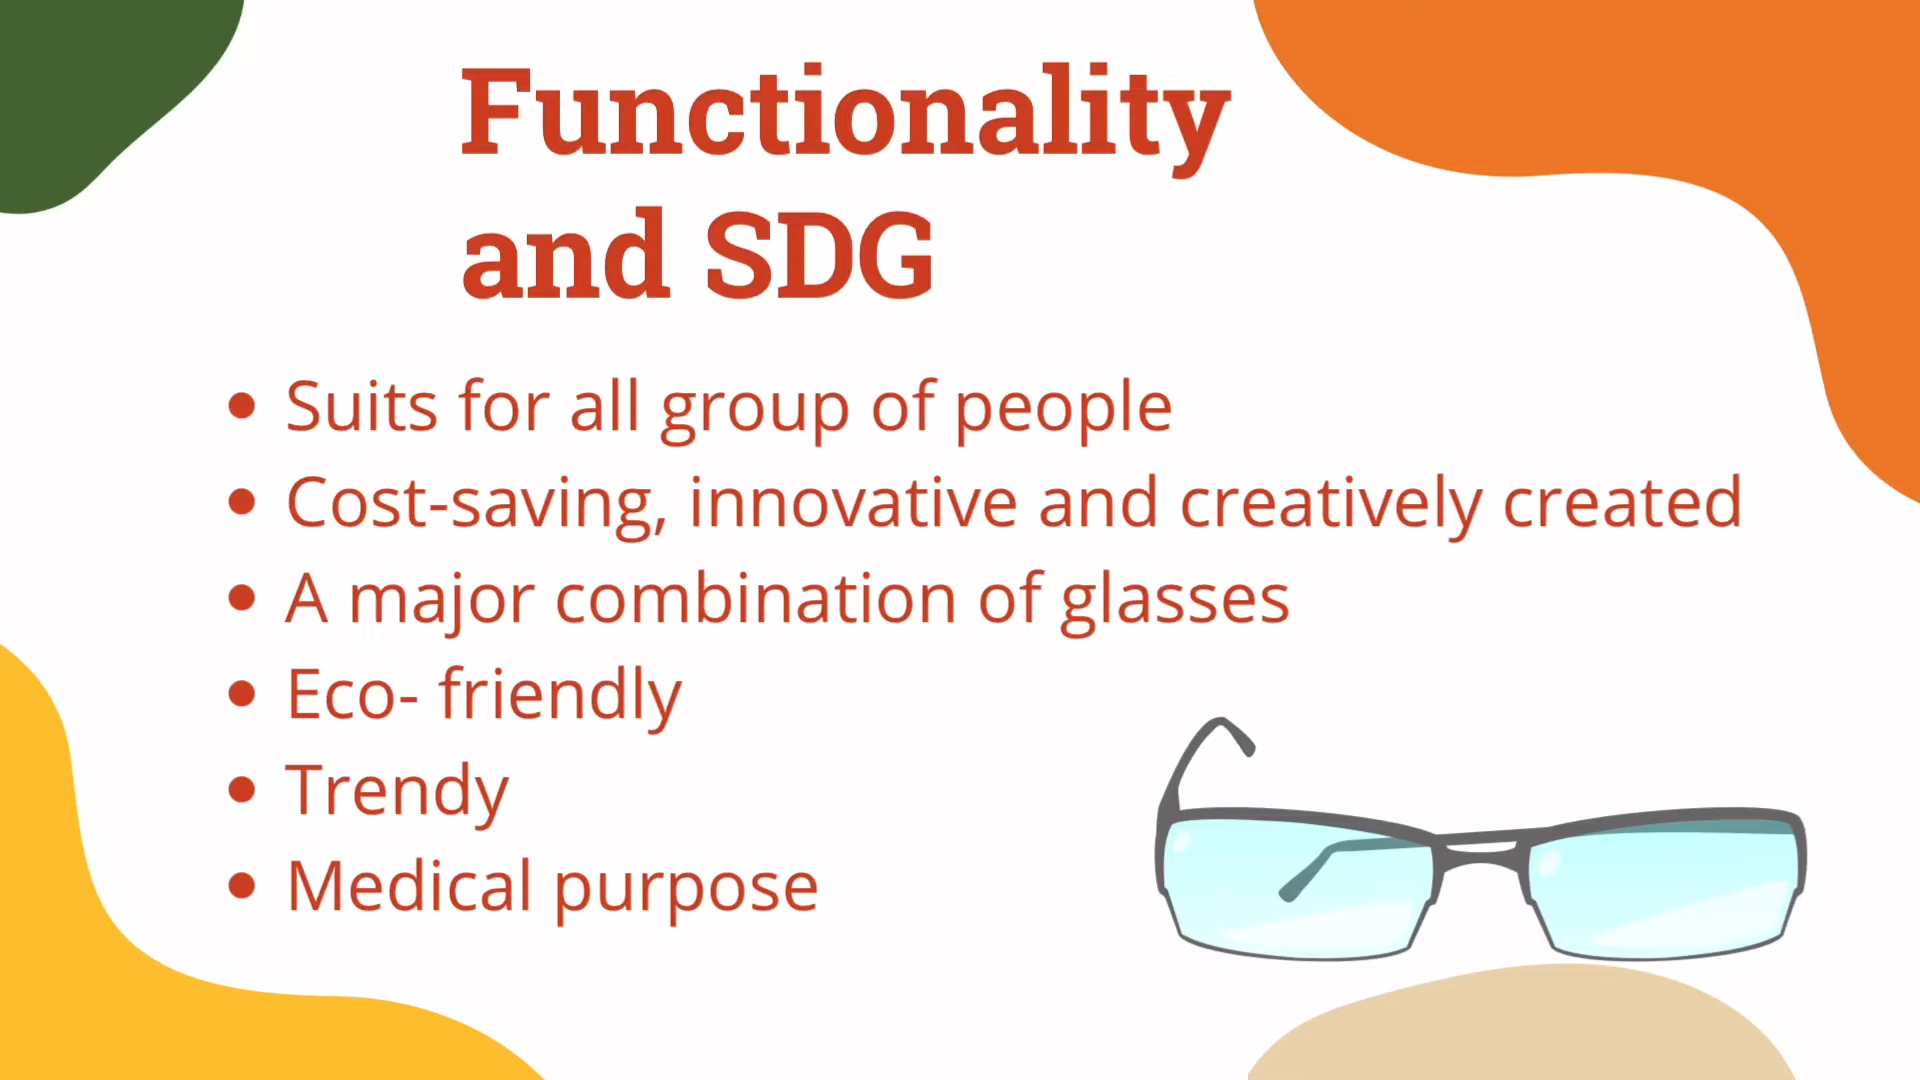 Functionality
and SDG
Suits for all group of people
Cost-saving, innovative and creatively created
A major combination of glasses
Eco- friendly
Trendy
Medical purpose